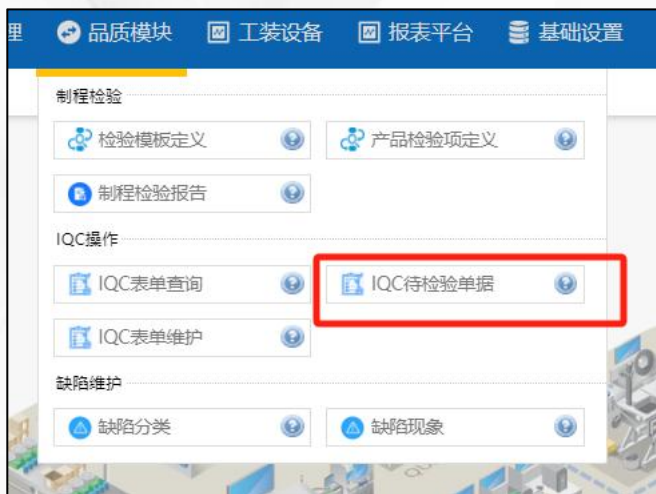 理 品质模块 工装设备 报表平台 基础设置
制程检验
检验模板定义 产品检验项定义
制程检验报告
IQC操作
IQC表单查询 IQC待检验单据
IQC表单维护
缺陷维护
缺陷分类 缺陷现象